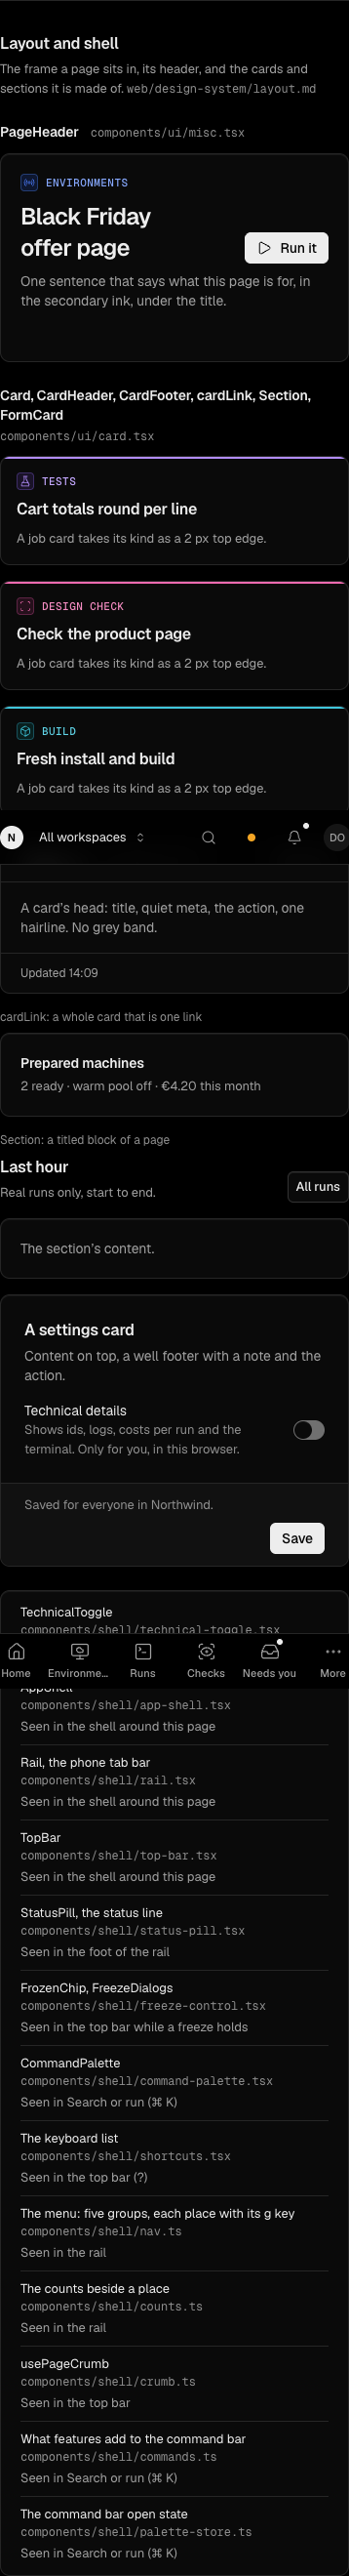 Layout and shell
The frame a page sits in, its header, and the cards and
sections it is made of. web/design-system/layout.md
PageHeader components/ui/misc.tsx
ENVIRONMENTS
Black Friday
offer page
Run it
One sentence that says what this page is for, in
the secondary ink, under the title.
Card, CardHeader, CardFooter, cardLink, Section,
FormCard
components/ui/card.tsx
TESTS
Cart totals round per line
A job card takes its kind as a 2 px top edge.
DESIGN CHECK
Check the product page
A job card takes its kind as a 2 px top edge.
BUILD
Fresh install and build
A job card takes its kind as a 2 px top edge.
N All workspaces DO
A card’s head: title, quiet meta, the action, one
hairline. No grey band.
Updated 14:09
cardLink: a whole card that is one link
Prepared machines
2 ready · warm pool off · €4.20 this month
Section: a titled block of a page
Last hour
Real runs only, start to end.
All runs
The section’s content.
A settings card
Content on top, a well footer with a note and the
action.
Technical details
Shows ids, logs, costs per run and the
terminal. Only you, in this browser.
Saved for everyone in Northwind.
Save
TechnicalToggle
components/shell/technical-toggle.tsx
Home Environme… Runs Checks Needs you More
AppShell
components/shell/app-shell.tsx
Seen in the shell around this page
Rail, the phone tab bar
components/shell/rail.tsx
Seen in the shell around this page
TopBar
components/shell/top-bar.tsx
Seen in the shell around this page
StatusPill, the status line
components/shell/status-pill.tsx
Seen in the foot of the rail
FrozenChip, FreezeDialogs
components/shell/freeze-control.tsx
Seen in the top bar while a freeze holds
CommandPalette
components/shell/command-palette.tsx
Seen in Search or run (⌘ K)
The keyboard list
components/shell/shortcuts.tsx
Seen in the top bar (?)
The menu: five groups, each place with its g key
components/shell/nav.ts
Seen in the rail
The counts beside a place
components/shell/counts.ts
Seen in the rail
usePageCrumb
components/shell/crumb.ts
Seen in the top bar
What features add to the command bar
components/shell/commands.ts
Seen in Search or run (⌘ K)
The command bar open state
components/shell/palette-store.ts
Seen in Search or run (⌘ K)